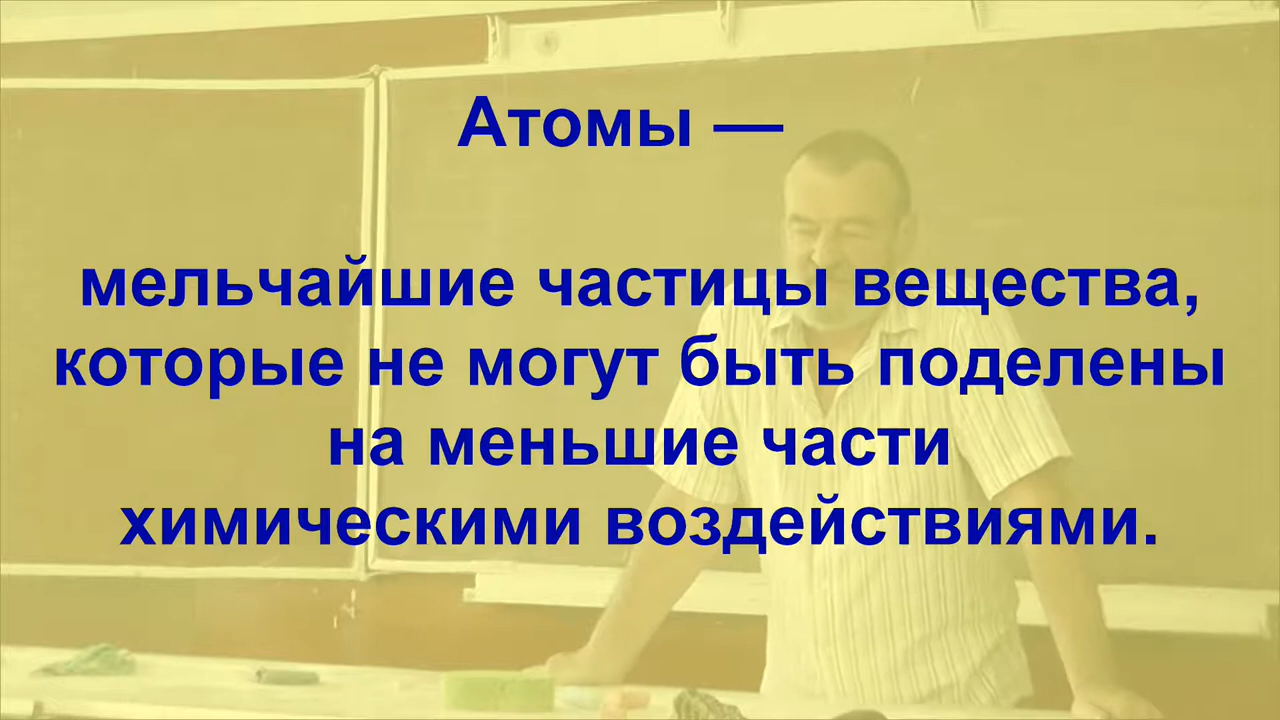 Атомы —
мельчайшие частицы вещества,
которые не могут быть поделены
на меньшие части
химическими воздействиями.